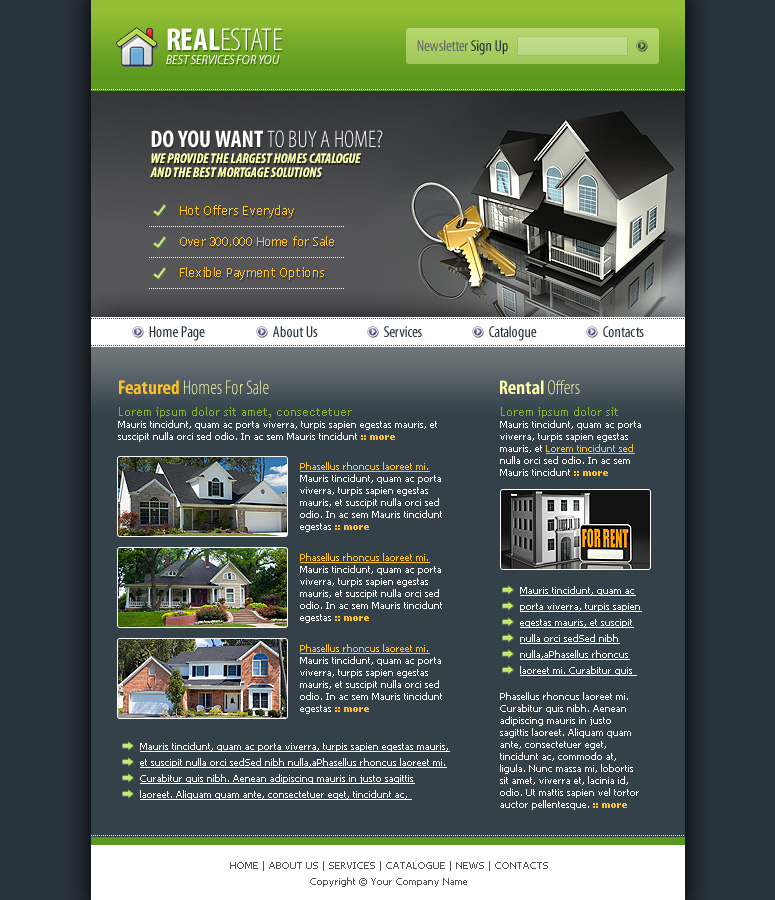 REALESTATE
BEST SERVICES FOR YOU
Newsletter Sign Up
DO YOU WANT TO BUY A HOME?
WE PROVIDE THE LARGEST HOMES CATALOGUE
AND THE BEST MORTGAGE SOLUTIONS
Hot Offers Everyday
Over 300.000 Home for Sale
Flexible Payment Options
Home Page
About Us
Services
Catalogue
Contacts
Featured Homes For Sale
Lorem ipsum dolor sit amet, consectetuer
Mauris tincidunt, quam ac porta viverra, turpis sapien egestas mauris, et
suscipit nulla orci sed odio. In ac sem Mauris tincidunt :: more
Phasellus rhoncus laoreet mi.
Mauris tincidunt, quam ac porta
viverra, turpis sapien egestas
mauris, et suscipit nulla orci sed
odio. In ac sem Mauris tincidunt
egestas :: more
Phasellus rhoncus laoreet mi.
Mauris tincidunt, quam ac porta
viverra, turpis sapien egestas
mauris, et suscipit nulla orci sed
odio. In ac sem Mauris tincidunt
egestas :: more
Phasellus rhoncus laoreet mi.
Mauris tincidunt, quam ac porta
viverra, turpis sapien egestas
mauris, et suscipit nulla orci sed
odio. In ac sem Mauris tincidunt
egestas :: more
Mauris tincidunt, quam ac porta viverra, turpis sapien egestas mauris,
et suscipit nulla orci sedSed nibh nulla,aPhasellus rhoncus laoreet mi.
Curabitur quis nibh. Aenean adipiscing mauris in justo sagittis
laoreet. Aliquam quam ante, consectetuer eget, tincidunt ac,
Rental Offers
Lorem ipsum dolor sit
Mauris tincidunt, quam ac porta
viverra, turpis sapien egestas
mauris, et Lorem tincidunt sed
nulla orci sed odio. In ac sem
Mauris tincidunt :: more
FOR RENT
Mauris tincidunt, quam ac
porta viverra, turpis sapien
egestas mauris, et suscipit
nulla orci sedSed nibh
nulla,aPhasellus rhoncus
laoreet mi. Curabitur quis
Phasellus rhoncus laoreet mi.
Curabitur quis nibh. Aenean
adipiscing mauris in justo
sagittis laoreet. Aliquam quam
ante, consectetuer eget,
tincidunt ac, commodo at,
ligula. Nunc massa mi, lobortis
sit amet, viverra et, lacinia id,
odio. Ut mattis sapien vel tortor
auctor pellentesque. :: more
HOME | ABOUT US | SERVICES | CATALOGUE | NEWS | CONTACTS
Copyright © Your Company Name